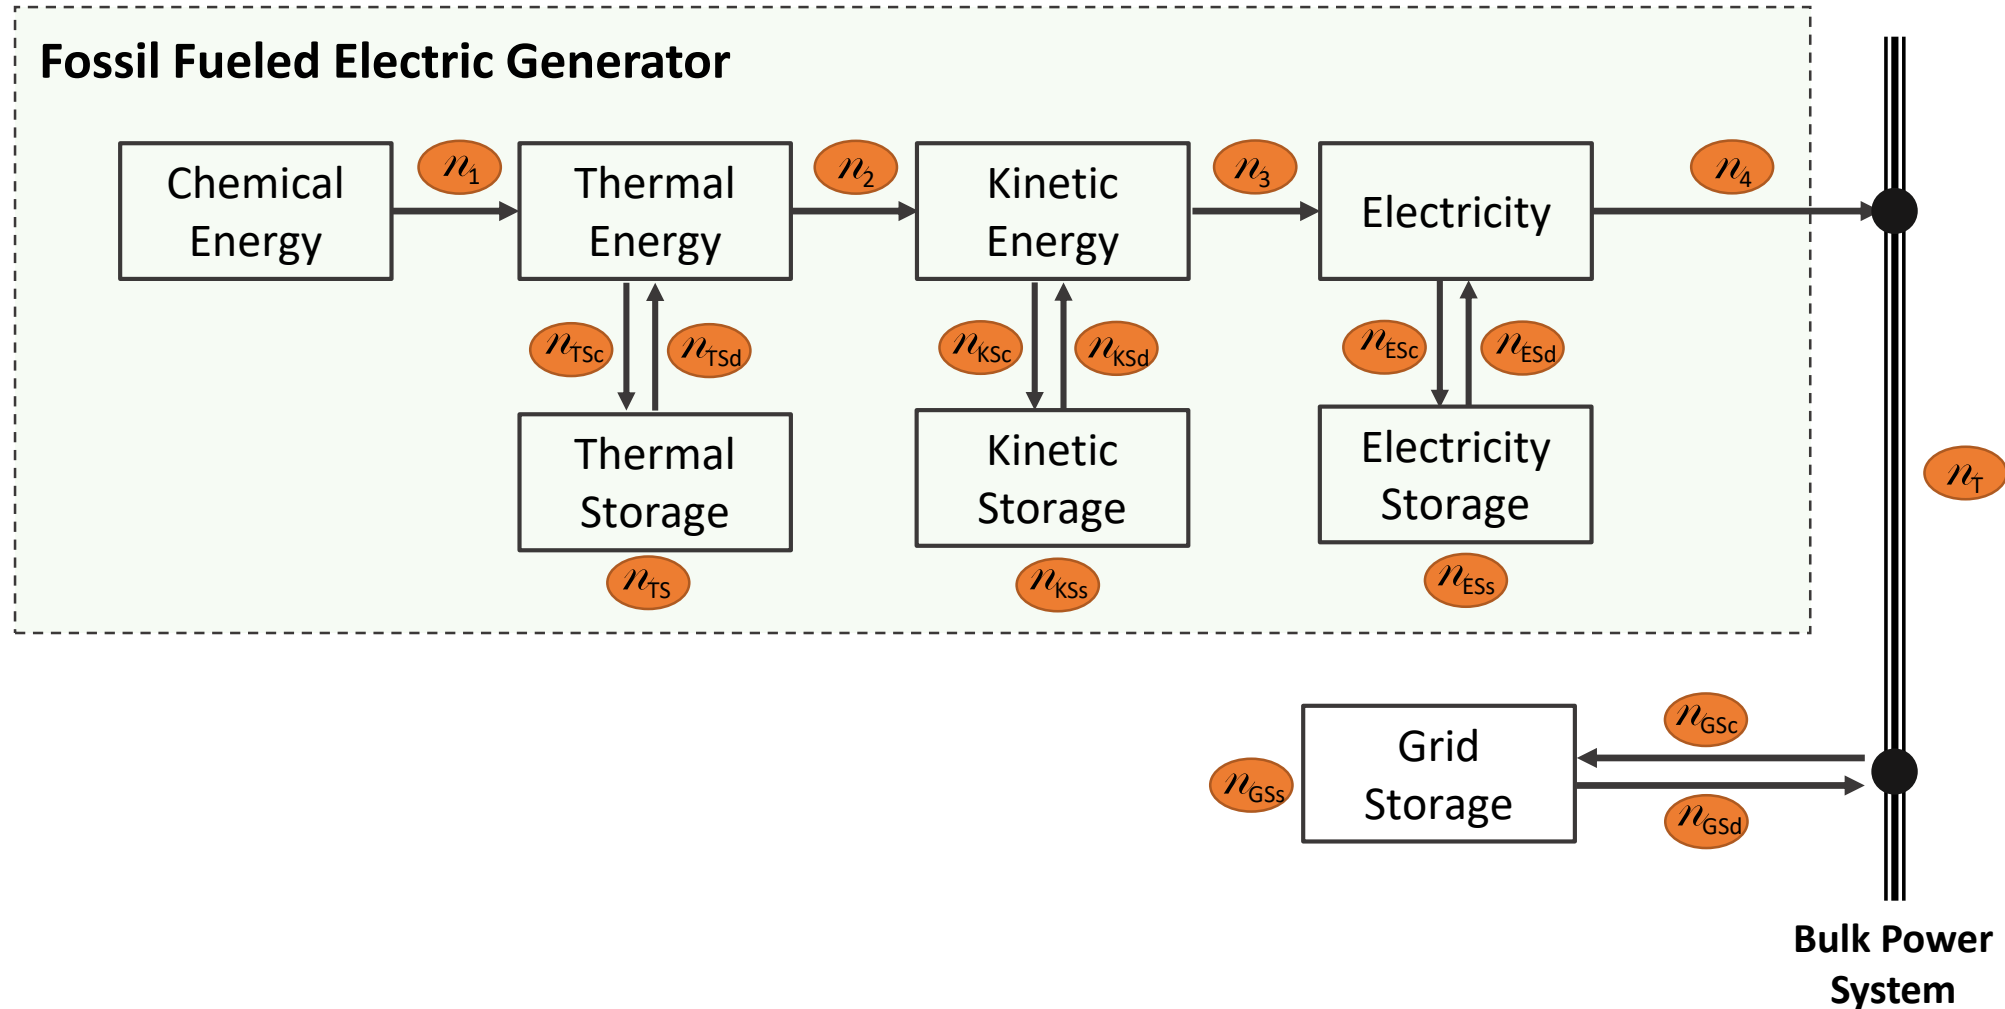 Fossil Fueled Electric Generator
Chemical
Energy
n1
Thermal
Energy
n2
Kinetic
Energy
n3
Electricity
n4
nTSc
nTSd
nKSc
nKSd
nESc
nESd
Thermal
Storage
Kinetic
Storage
Electricity
Storage
nTS
nKSs
nESs
nT
Grid
Storage
nGSs
nGSc
nGSd
Bulk Power
System